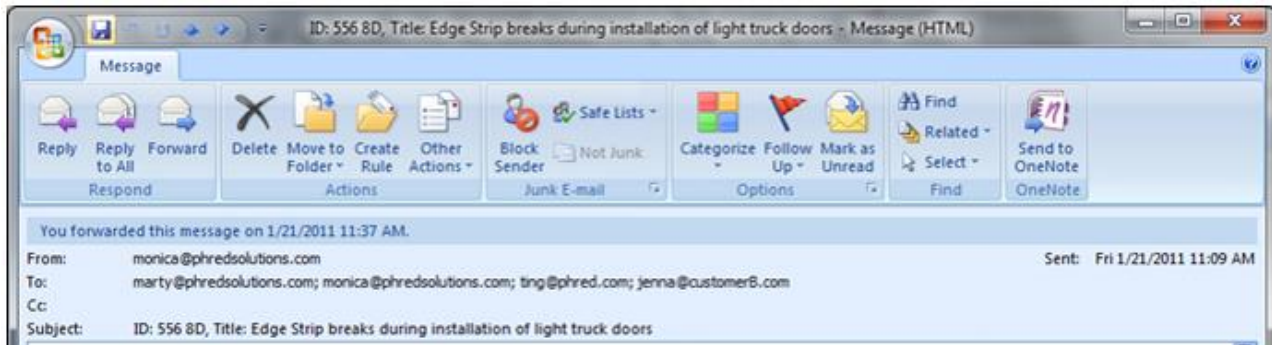 ID: 556 8D, Title: Edge Strip breaks during installation of light truck doors - Message (HTML)
Message
Reply
Reply to All
Forward
Delete
Move to Folder
Create Rule
Other Actions
Block Sender
Safe Lists
Not Junk
Categorize
Follow Up
Mark as Unread
Find
Related
Select
Send to OneNote
Respond
Actions
Junk E-mail
Options
Find
OneNote
You forwarded this message on 1/21/2011 11:37 AM.
From: monica@phredsolutions.com Sent: Fri 1/21/2011 11:09 AM
To: marty@phredsolutions.com; monica@phredsolutions.com; ting@phred.com; jenna@customerB.com
Cc:
Subject: ID: 556 8D, Title: Edge Strip breaks during installation of light truck doors